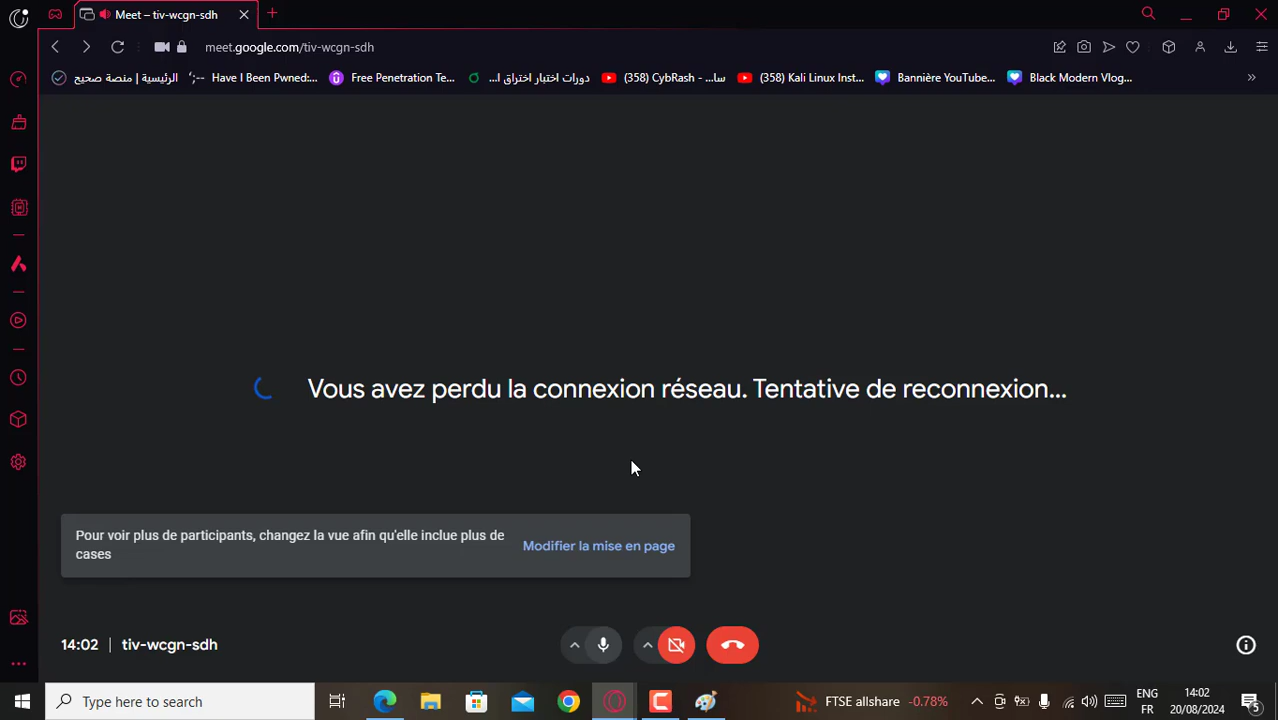 Meet – tiv-wcgn-sdh
meet.google.com/tiv-wcgn-sdh
الرئيسية | منصة صحيح
Have I Been Pwned:...
Free Penetration Te...
دورات اختبار اختراق ا...
(358) CybRash - سا...
(358) Kali Linux Inst...
Bannière YouTube...
Black Modern Vlog...
Vous avez perdu la connexion réseau. Tentative de reconnexion...
Pour voir plus de participants, changez la vue afin qu'elle inclue plus de
cases
Modifier la mise en page
14:02 | tiv-wcgn-sdh
Type here to search
FTSE allshare -0.78%
ENG
FR
14:02
20/08/2024
5